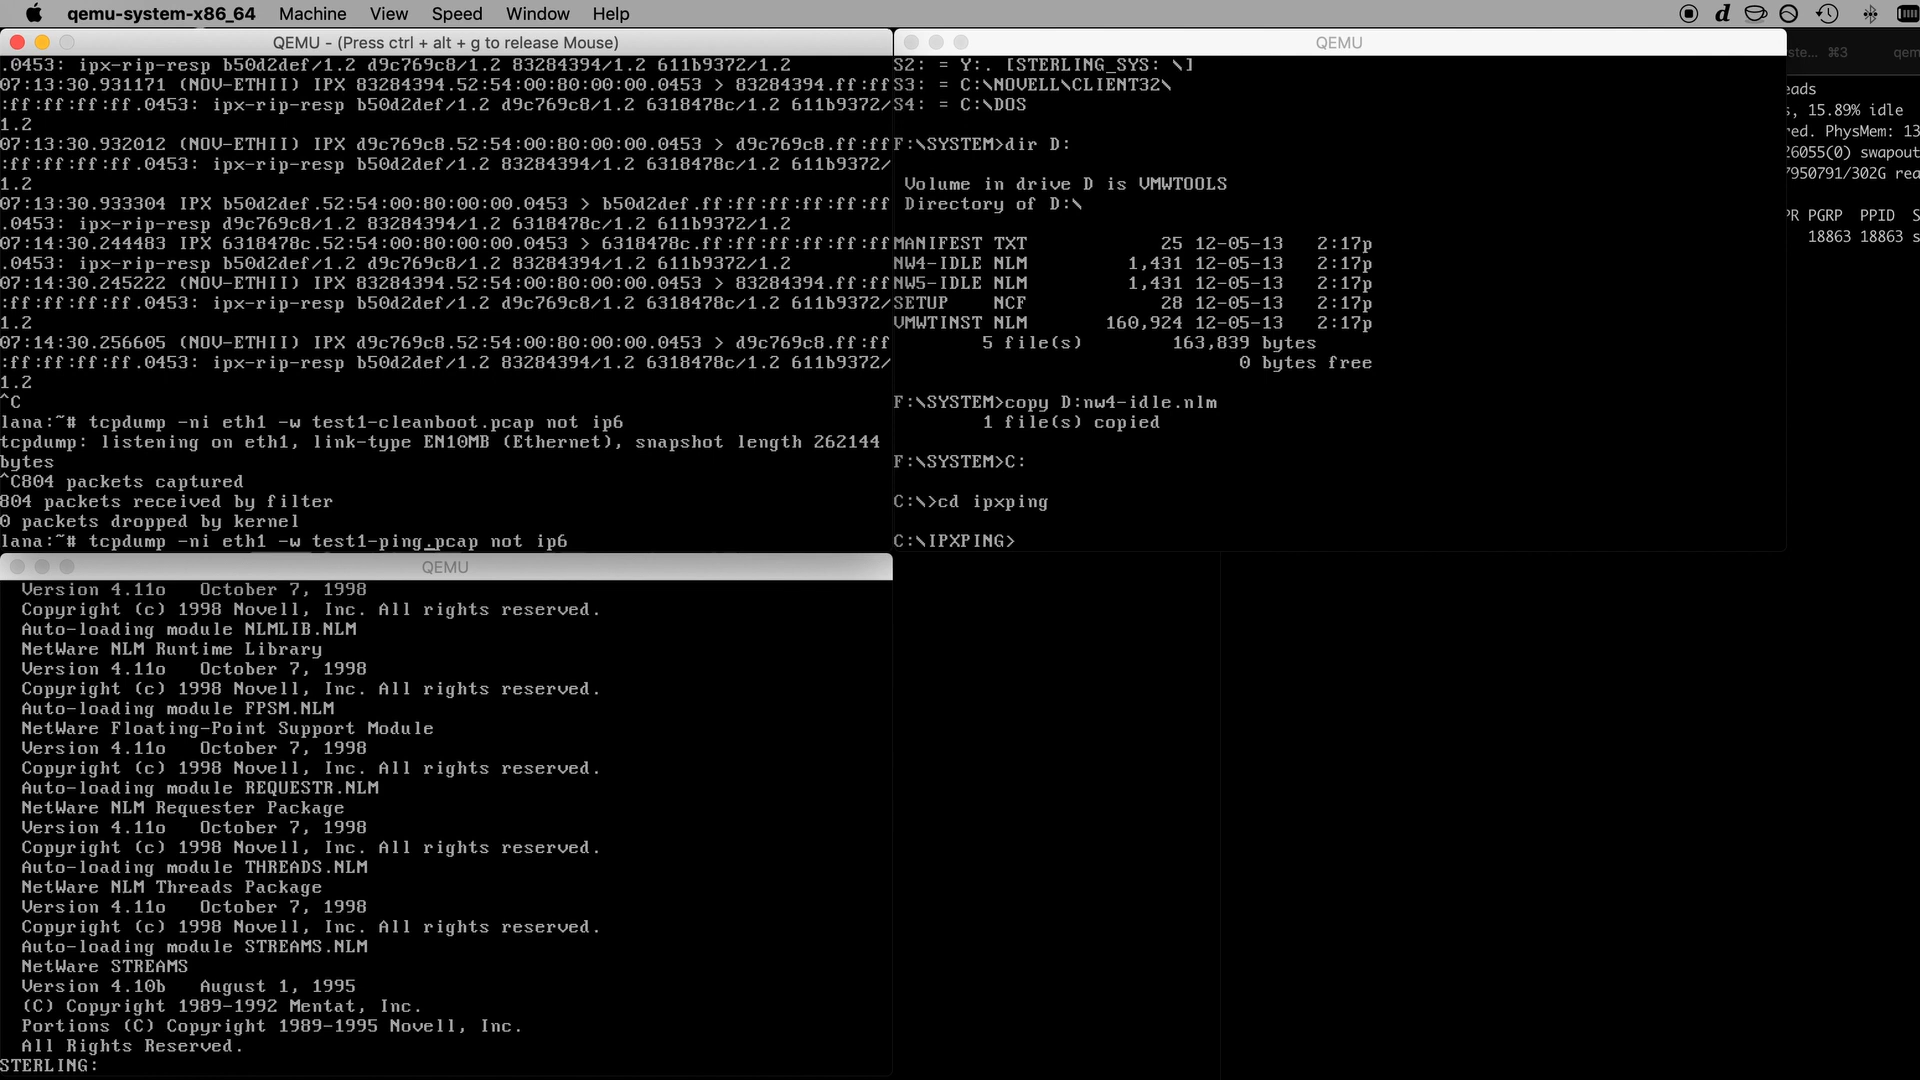 qemu-system-x86_64 Machine View Speed Window Help
QEMU - (Press ctrl + alt + g to release Mouse)
.0453: ipx-rip-resp b50d2def/1.2 d9c769c8/1.2 83284394/1.2 611b9372/1.2
07:13:30.931171 (NOV-ETHII) IPX 83284394.52:54:00:80:00:00.0453 > 83284394.ff:ff
:ff:ff:ff:ff.0453: ipx-rip-resp b50d2def/1.2 d9c769c8/1.2 6318478c/1.2 611b9372/
1.2
07:13:30.932012 (NOV-ETHII) IPX d9c769c8.52:54:00:80:00:00.0453 > d9c769c8.ff:ff
:ff:ff:ff:ff.0453: ipx-rip-resp b50d2def/1.2 83284394/1.2 6318478c/1.2 611b9372/
1.2
07:13:30.933304 IPX b50d2def.52:54:00:80:00:00.0453 > b50d2def.ff:ff:ff:ff:ff:ff
.0453: ipx-rip-resp d9c769c8/1.2 83284394/1.2 6318478c/1.2 611b9372/1.2
07:14:30.244483 IPX 6318478c.52:54:00:80:00:00.0453 > 6318478c.ff:ff:ff:ff:ff:ff
.0453: ipx-rip-resp b50d2def/1.2 d9c769c8/1.2 83284394/1.2 611b9372/1.2
07:14:30.245222 (NOV-ETHII) IPX 83284394.52:54:00:80:00:00.0453 > 83284394.ff:ff
:ff:ff:ff:ff.0453: ipx-rip-resp b50d2def/1.2 d9c769c8/1.2 6318478c/1.2 611b9372/
1.2
07:14:30.256605 (NOV-ETHII) IPX d9c769c8.52:54:00:80:00:00.0453 > d9c769c8.ff:ff
:ff:ff:ff:ff.0453: ipx-rip-resp b50d2def/1.2 83284394/1.2 6318478c/1.2 611b9372/
1.2
^C
lana:~# tcpdump -ni eth1 -w test1-cleanboot.pcap not ip6
tcpdump: listening on eth1, link-type EN10MB (Ethernet), snapshot length 262144
bytes
^C804 packets captured
804 packets received by filter
0 packets dropped by kernel
lana:~# tcpdump -ni eth1 -w test1-ping.pcap not ip6
QEMU
S2: = Y:. [STERLING_SYS: \]
S3: = C:\NOVELL\CLIENT32\
S4: = C:\DOS
F:\SYSTEM>dir D:
Volume in drive D is VMWTOOLS
Directory of D:\
MANIFEST TXT 25 12-05-13 2:17p
NW4-IDLE NLM 1,431 12-05-13 2:17p
NW5-IDLE NLM 1,431 12-05-13 2:17p
SETUP NCF 28 12-05-13 2:17p
VMWTINST NLM 160,924 12-05-13 2:17p
5 file(s) 163,839 bytes
0 bytes free
F:\SYSTEM>copy D:nw4-idle.nlm
1 file(s) copied
F:\SYSTEM>C:
C:\>cd ipxping
C:\IPXPING>
ste... ⌘3 qem
eads
s, 15.89% idle
red. PhysMem: 13
26055(0) swapout
7950791/302G rea
PR PGRP PPID S
18863 18863 s
QEMU
Version 4.11o October 7, 1998
Copyright (c) 1998 Novell, Inc. All rights reserved.
Auto-loading module NLMLIB.NLM
NetWare NLM Runtime Library
Version 4.11o October 7, 1998
Copyright (c) 1998 Novell, Inc. All rights reserved.
Auto-loading module FPSM.NLM
NetWare Floating-Point Support Module
Version 4.11o October 7, 1998
Copyright (c) 1998 Novell, Inc. All rights reserved.
Auto-loading module REQUESTR.NLM
NetWare NLM Requester Package
Version 4.11o October 7, 1998
Copyright (c) 1998 Novell, Inc. All rights reserved.
Auto-loading module THREADS.NLM
NetWare NLM Threads Package
Version 4.11o October 7, 1998
Copyright (c) 1998 Novell, Inc. All rights reserved.
Auto-loading module STREAMS.NLM
NetWare STREAMS
Version 4.10b August 1, 1995
(C) Copyright 1989-1992 Mentat, Inc.
Portions (C) Copyright 1989-1995 Novell, Inc.
All Rights Reserved.
STERLING: